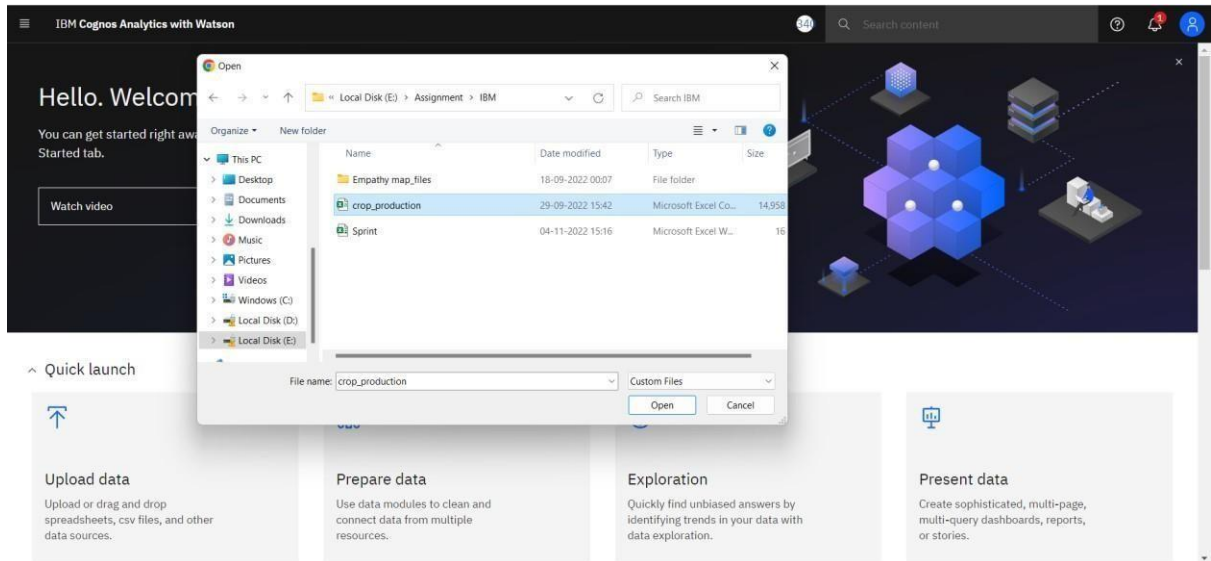 IBM Cognos Analytics with Watson
Search content
1
Open
Hello. Welcom
« Local Disk (E:) > Assignment > IBM
Search IBM
You can get started right awa
Started tab.
Organize
New folder
Name
Date modified
Type
Size
This PC
Desktop
Documents
Downloads
Music
Pictures
Videos
Windows (C:)
Local Disk (D:)
Local Disk (E:)
Empathy map_files
18-09-2022 00:07
File folder
crop_production
29-09-2022 15:42
Microsoft Excel Co...
14,958
Sprint
04-11-2022 15:16
Microsoft Excel W...
16
Watch video
File name: crop_production
Custom Files
Open
Cancel
Quick launch
Upload data
Upload or drag and drop
spreadsheets, csv files, and other
data sources.
Prepare data
Use data modules to clean and
connect data from multiple
resources.
Exploration
Quickly find unbiased answers by
identifying trends in your data with
data exploration.
Present data
Create sophisticated, multi-page,
multi-query dashboards, reports,
or stories.